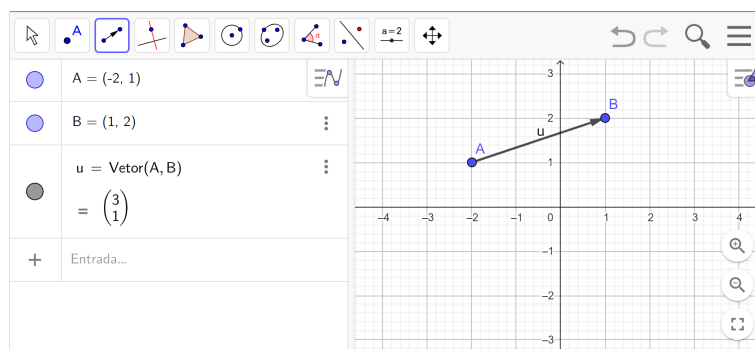 A
α
a=2
A = (-2, 1)
B = (1, 2)
u = Vetor(A, B)
= (3
1)
+ Entrada...
3
2
1
–4 –3 –2 –1 0 1 2 3 4
–1
–2
–3
A
B
u